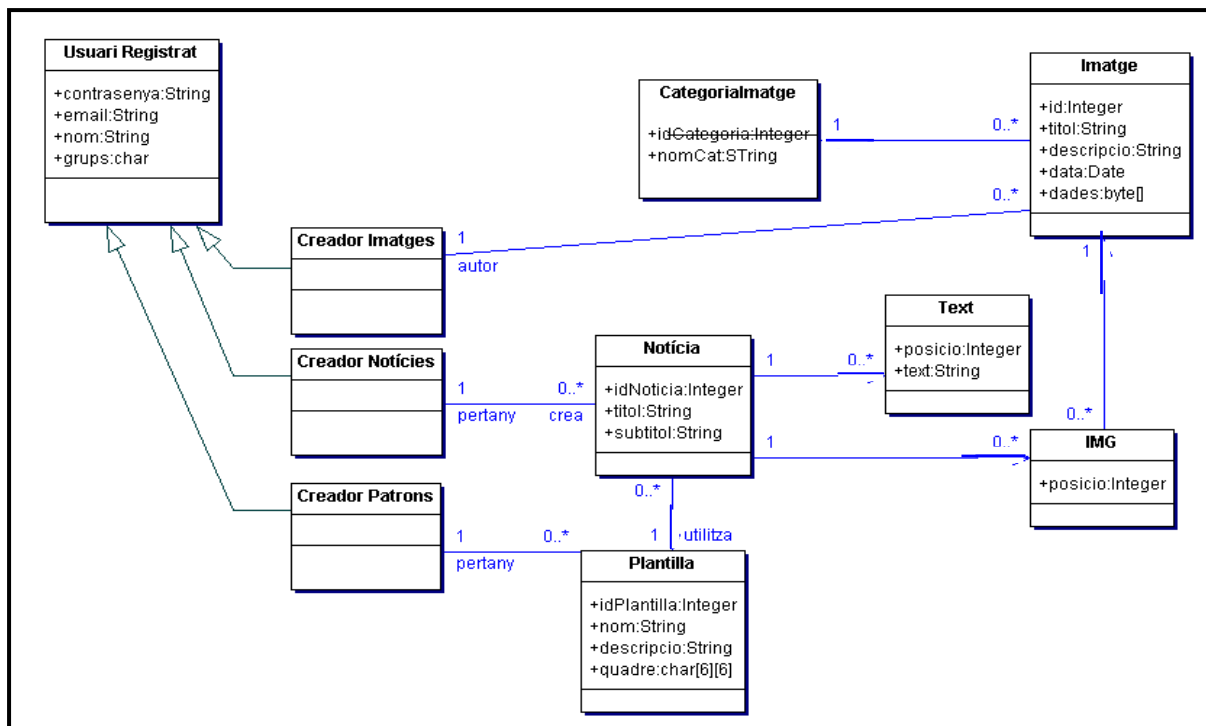 Usuari Registrat
+contrasenya:String
+email:String
+nom:String
+grups:char
CategoriaImatge
+idCategoria:Integer
+nomCat:STring
1
0..*
Imatge
+id:Integer
+titol:String
+descripcio:String
+data:Date
+dades:byte[]
Creador Imatges
1
autor
0..*
1
Creador Notícies
1
pertany
0..*
crea
Notícia
+idNoticia:Integer
+titol:String
+subtitol:String
1
0..*
Text
+posicio:Integer
+text:String
1
0..*
0..*
IMG
+posicio:Integer
Creador Patrons
1
pertany
0..*
0..*
1
utilitza
Plantilla
+idPlantilla:Integer
+nom:String
+descripcio:String
+quadre:char[6][6]